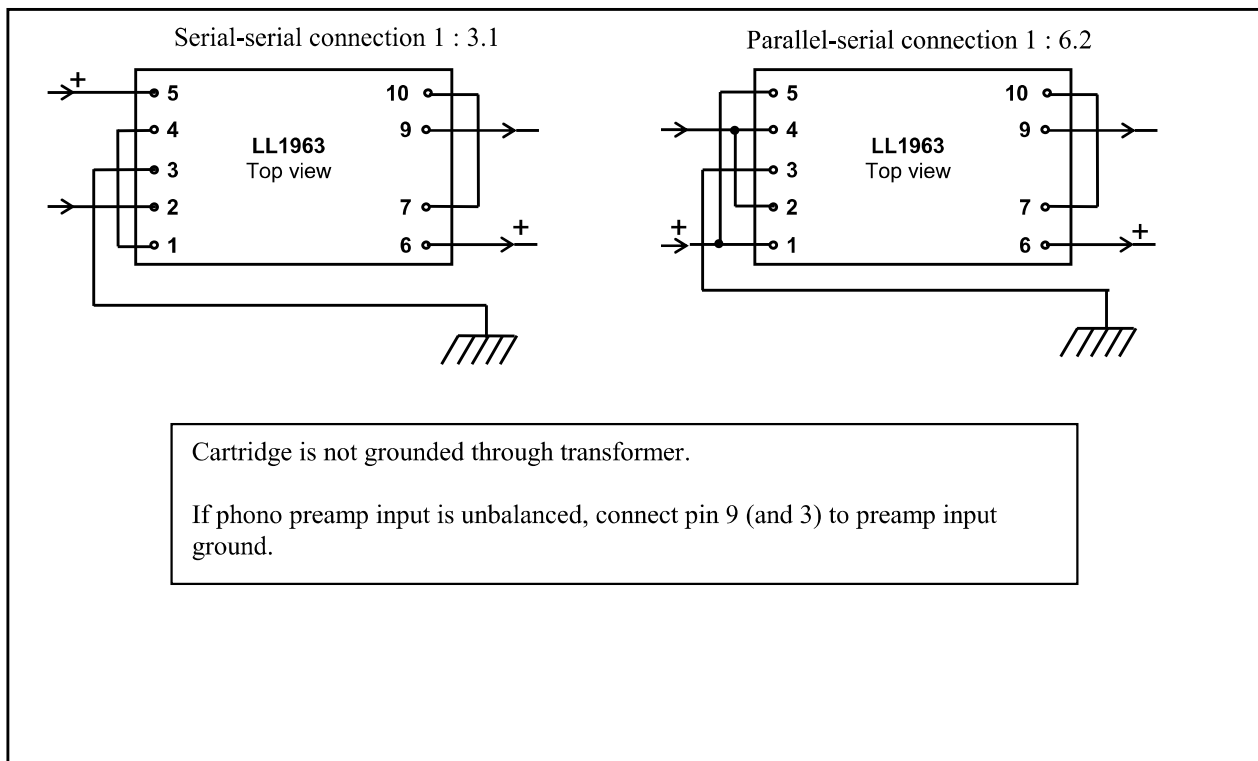 Serial-serial connection 1 : 3.1
+
5
4
3
2
1
LL1963
Top view
10
9
7
6
+
Parallel-serial connection 1 : 6.2
+
5
4
3
2
1
LL1963
Top view
10
9
7
6
+
Cartridge is not grounded through transformer.
If phono preamp input is unbalanced, connect pin 9 (and 3) to preamp input
ground.